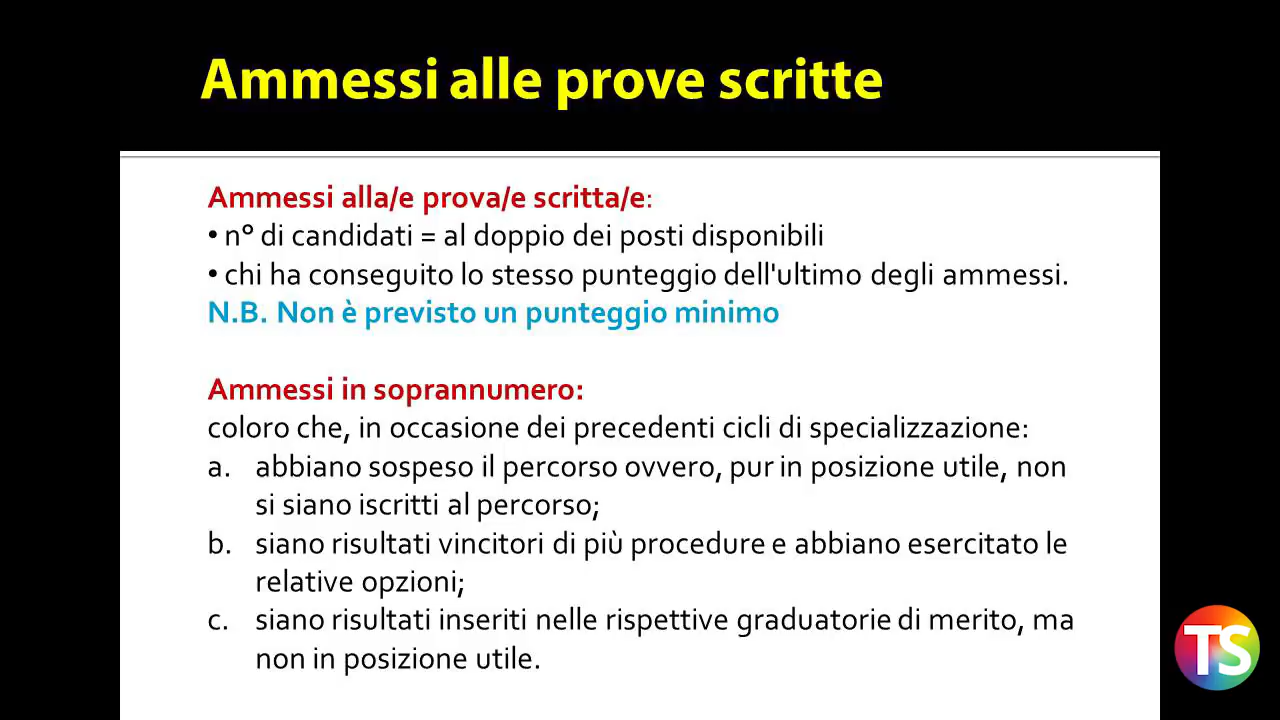 Ammessi alle prove scritte
Ammessi alla/e prova/e scritta/e:
• n° di candidati = al doppio dei posti disponibili
• chi ha conseguito lo stesso punteggio dell'ultimo degli ammessi.
N.B. Non è previsto un punteggio minimo
Ammessi in soprannumero:
coloro che, in occasione dei precedenti cicli di specializzazione:
a. abbiano sospeso il percorso ovvero, pur in posizione utile, non
si siano iscritti al percorso;
b. siano risultati vincitori di più procedure e abbiano esercitato le
relative opzioni;
c. siano risultati inseriti nelle rispettive graduatorie di merito, ma
non in posizione utile.
TS